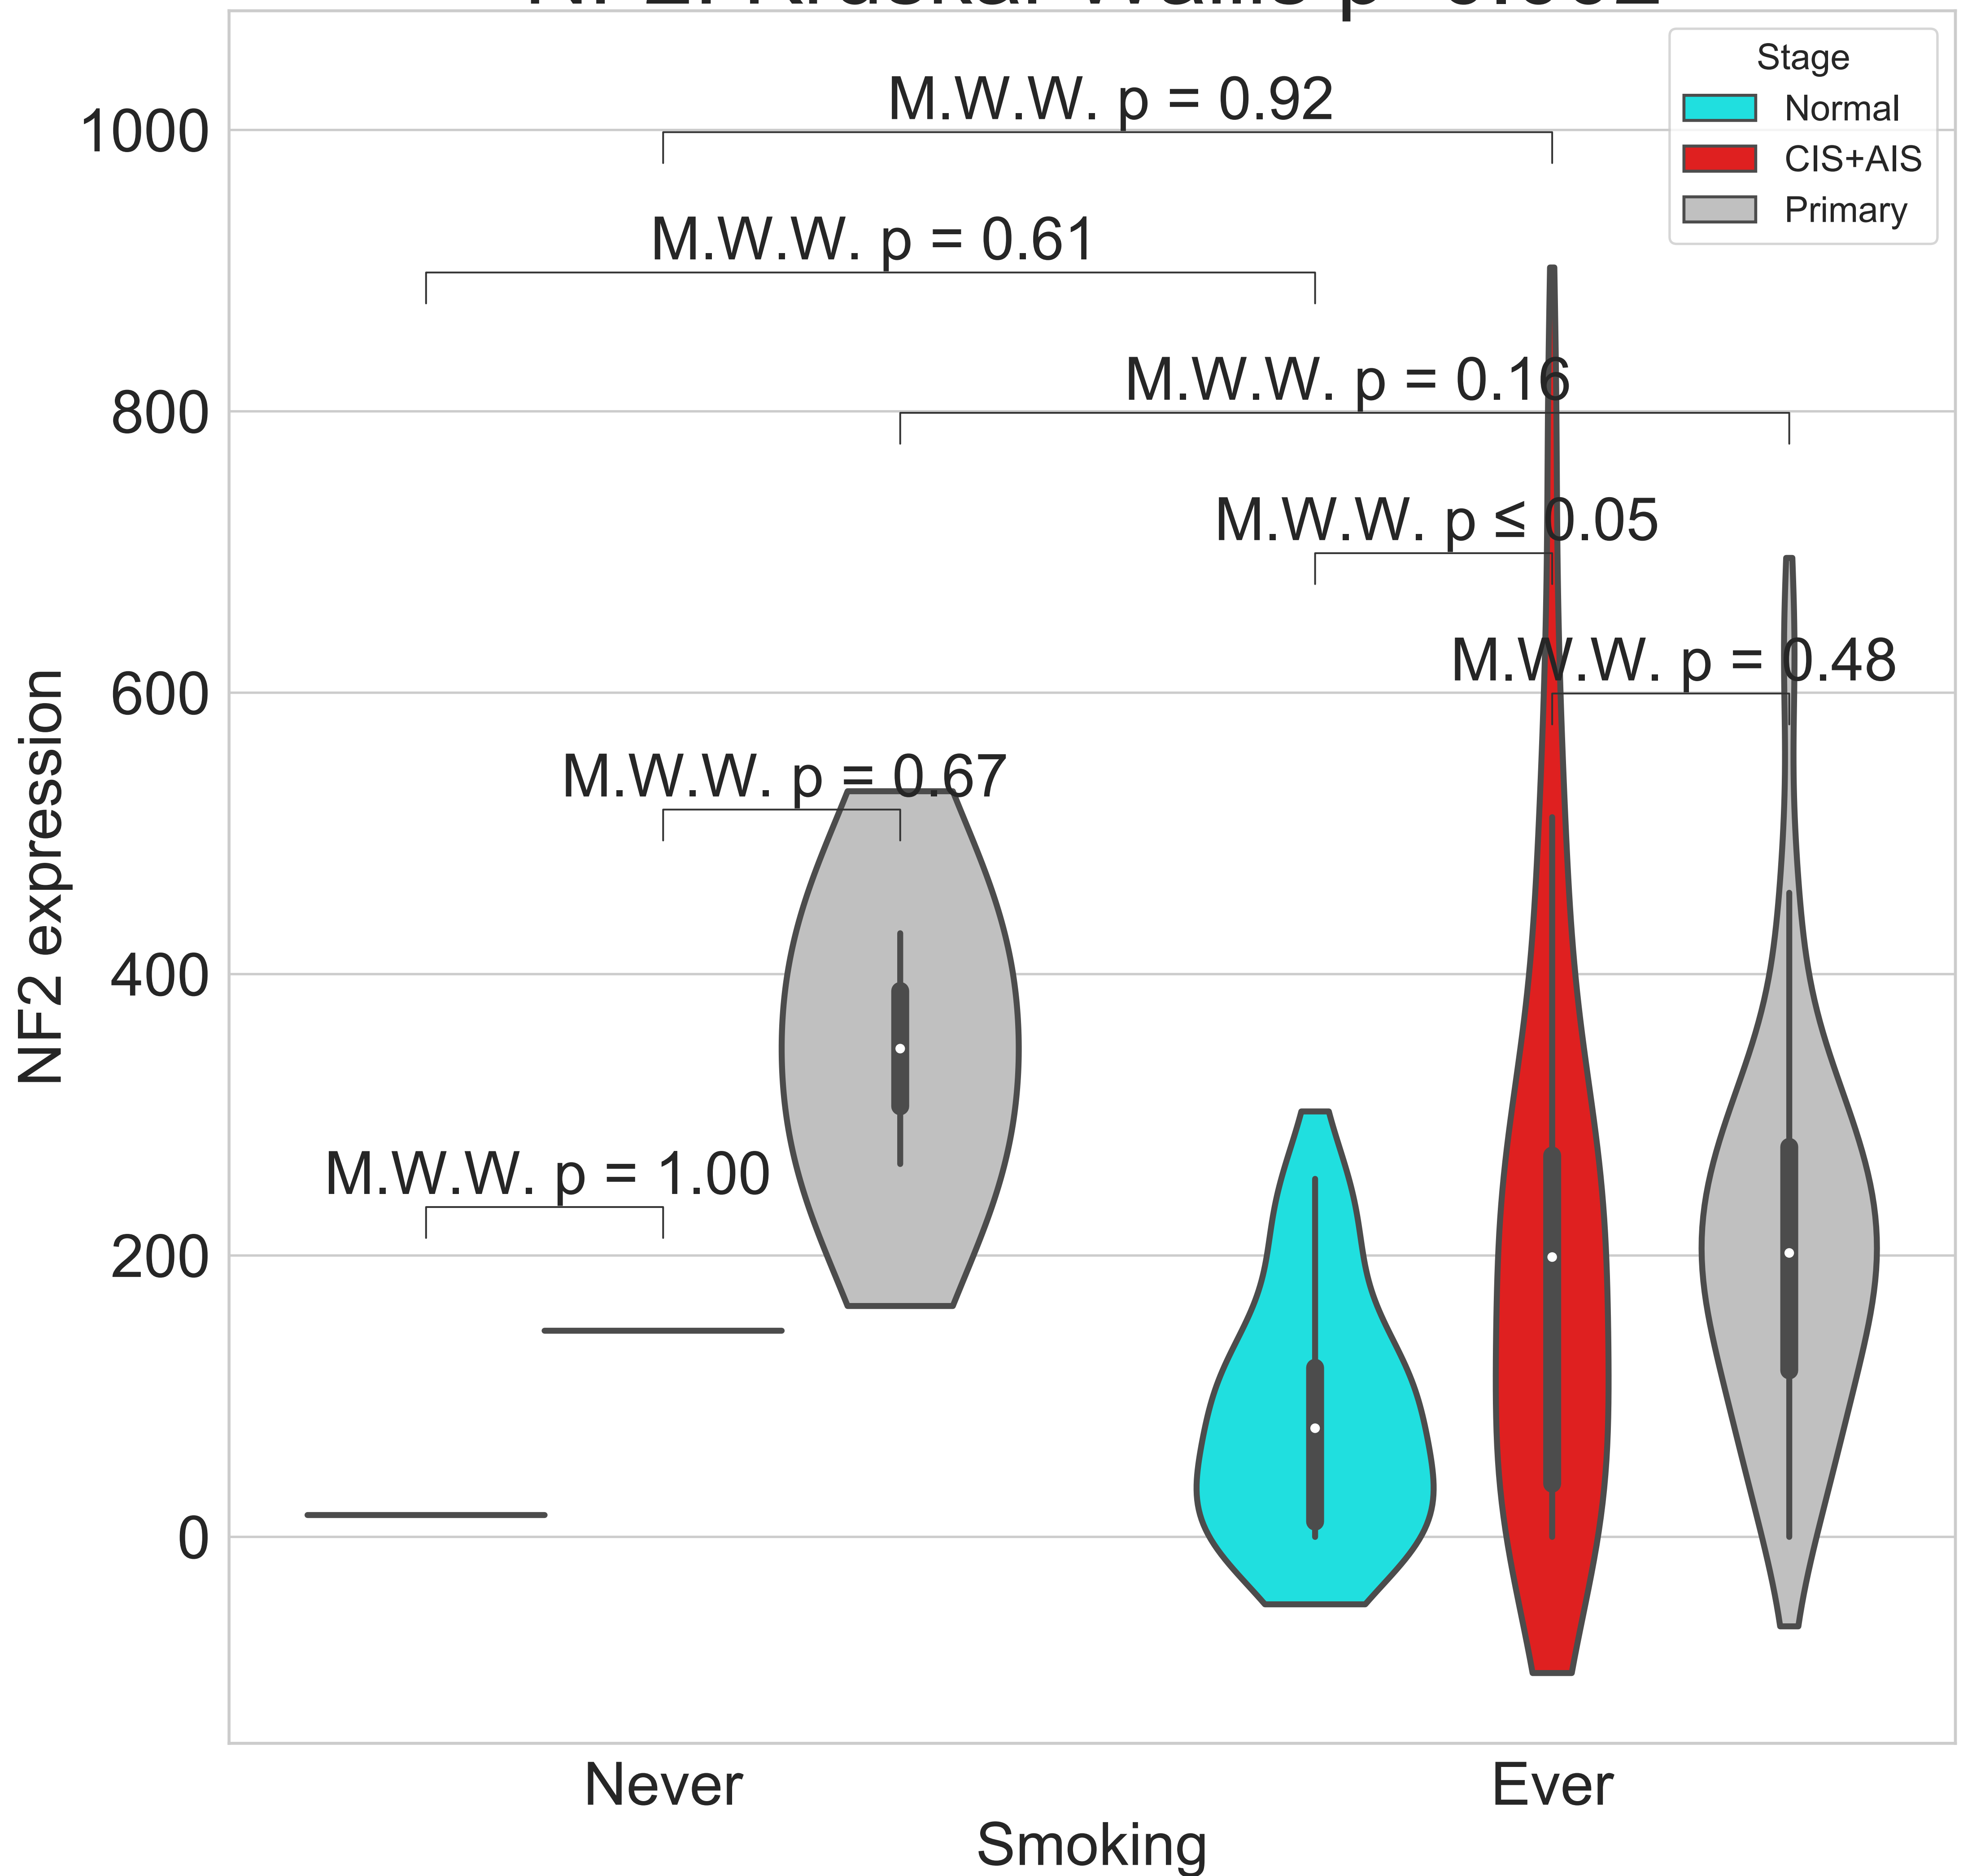 Stage
Normal
CIS+AIS
Primary
M.W.W. p = 0.92
M.W.W. p = 0.61
M.W.W. p = 0.16
M.W.W. p ≤ 0.05
M.W.W. p = 0.48
M.W.W. p = 0.67
M.W.W. p = 1.00
1000
800
600
400
200
0
NF2 expression
Never
Ever
Smoking